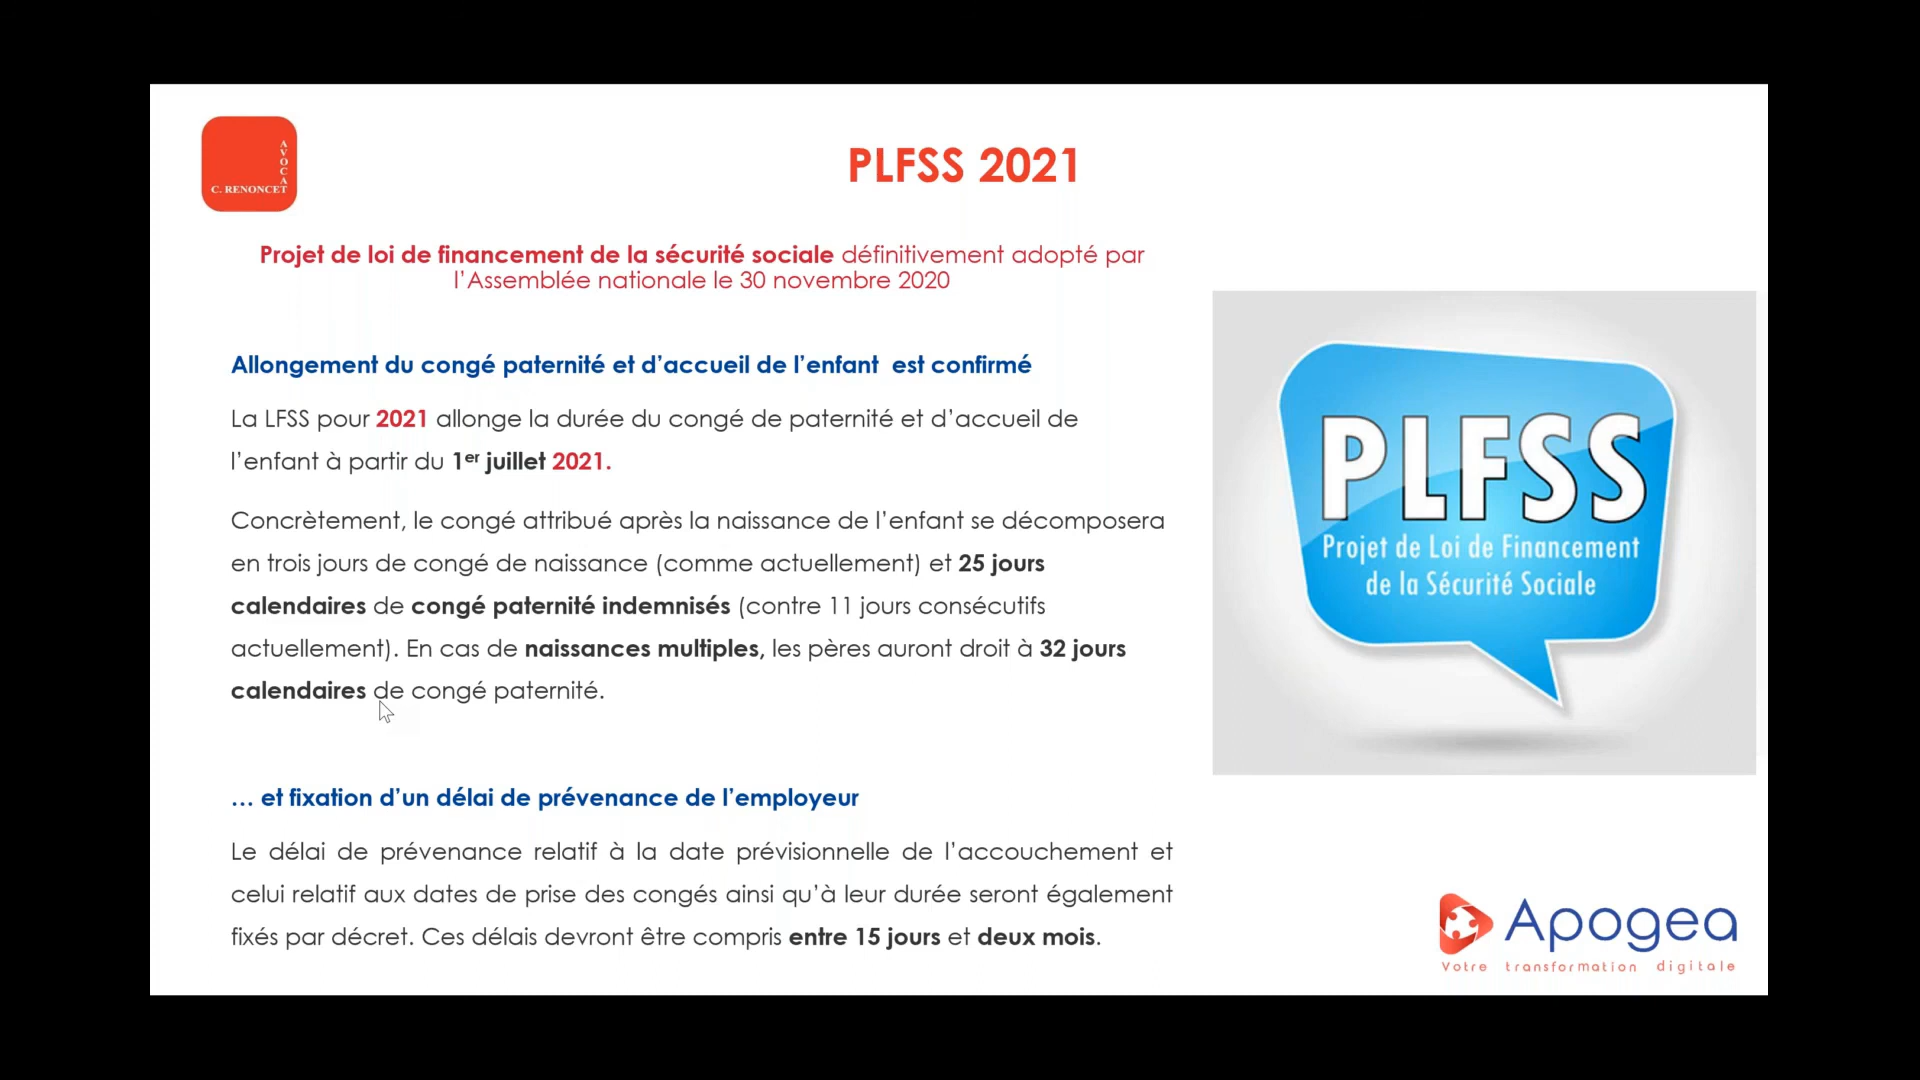 AVOCAT
C. RENONCET
PLFSS 2021
Projet de loi de financement de la sécurité sociale définitivement adopté par
l’Assemblée nationale le 30 novembre 2020
Allongement du congé paternité et d’accueil de l’enfant est confirmé
La LFSS pour 2021 allonge la durée du congé de paternité et d’accueil de
l’enfant à partir du 1er juillet 2021.
Concrètement, le congé attribué après la naissance de l’enfant se décomposera
en trois jours de congé de naissance (comme actuellement) et 25 jours
calendaires de congé paternité indemnisés (contre 11 jours consécutifs
actuellement). En cas de naissances multiples, les pères auront droit à 32 jours
calendaires de congé paternité.
… et fixation d’un délai de prévenance de l’employeur
Le délai de prévenance relatif à la date prévisionnelle de l’accouchement et
celui relatif aux dates de prise des congés ainsi qu’à leur durée seront également
fixés par décret. Ces délais devront être compris entre 15 jours et deux mois.
PLFSS
Projet de Loi de Financement
de la Sécurité Sociale
Apogea
Votre transformation digitale